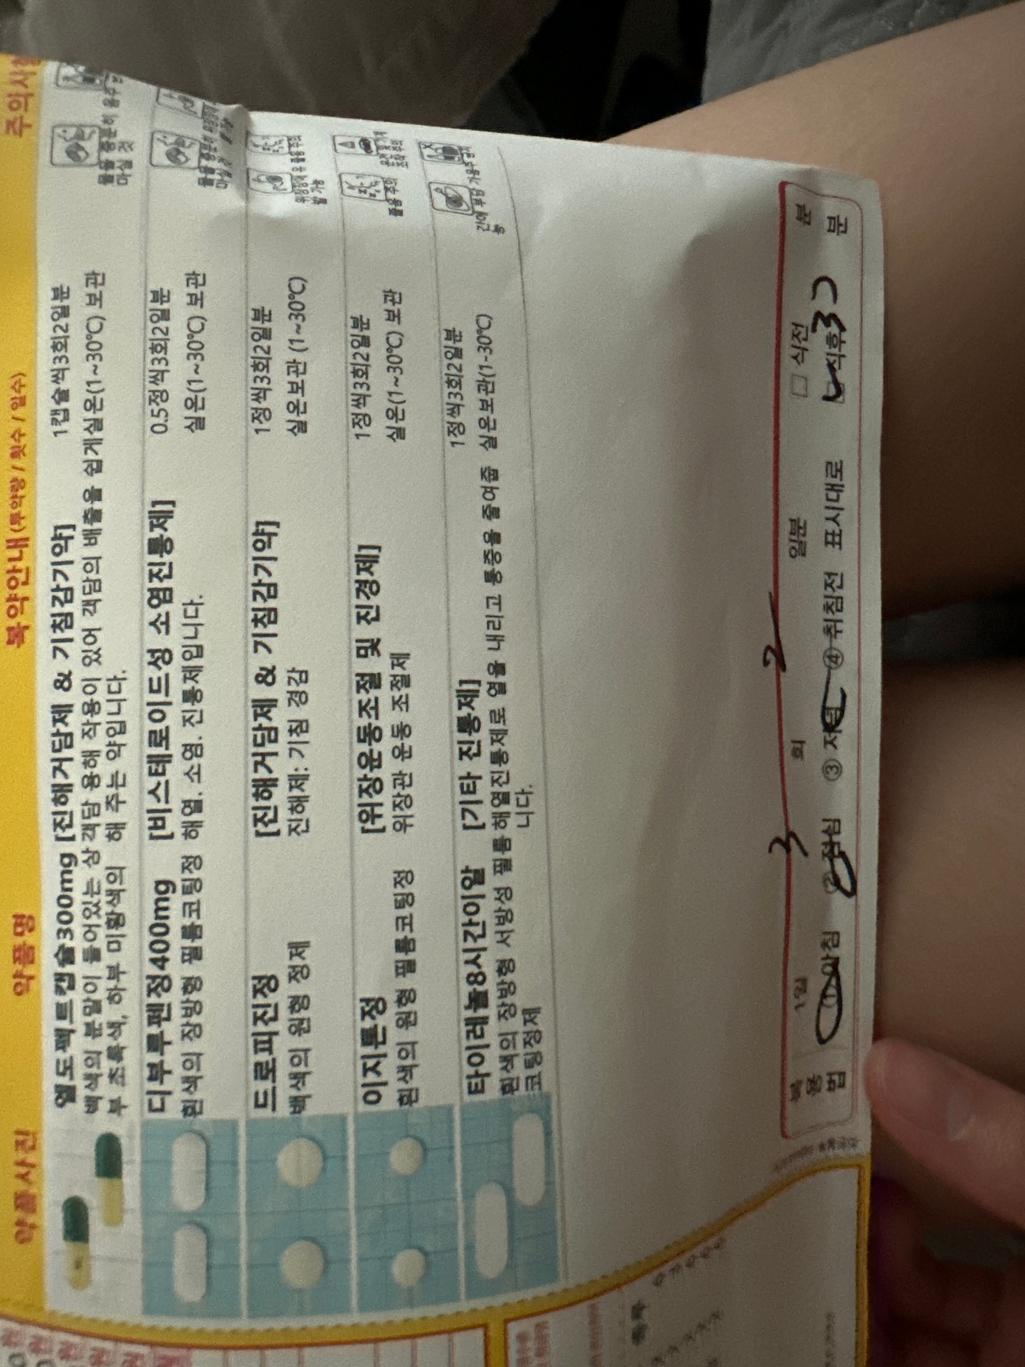 약품사진 약품명 복약안내(투약량 / 횟수 / 일수)
엘도펙트캡슐300mg [진해거담제 & 기침감기약] 1캡슐씩3회2일분
백색의 분말이 들어있는 상 객담 용해 작용이 있어 객담의 배출을 쉽게 실온(1~30℃) 보관
부 초록색, 하부 미황색의 해 주는 약입니다.
물을 충분히 마실 것
디부루펜정400mg [비스테로이드성 소염진통제] 0.5정씩3회2일분
흰색의 장방형 필름코팅정 해열. 소염. 진통제입니다. 실온(1~30℃) 보관
물을 충분히 마실 것
드로피진정 [진해거담제 & 기침감기약] 1정씩3회2일분
백색의 원형 정제 진해제: 기침 경감 실온보관 (1~30℃)
이지톤정 [위장운동조절 및 진경제] 1정씩3회2일분
흰색의 원형 필름코팅정 위장관 운동 조절제 실온(1~30℃) 보관
졸음 주의
타이레놀8시간이알 [기타 진통제] 1정씩3회2일분
흰색의 장방형 서방성 필름 해열진통제로 열을 내리고 통증을 줄여줍 실온보관(1-30℃)
코팅정제 니다.
복용법
1일 3 회 2 일분 식전 분
① 아침 ② 점심 ③ 저녁 ④ 취침전 표시대로 식후 30 분